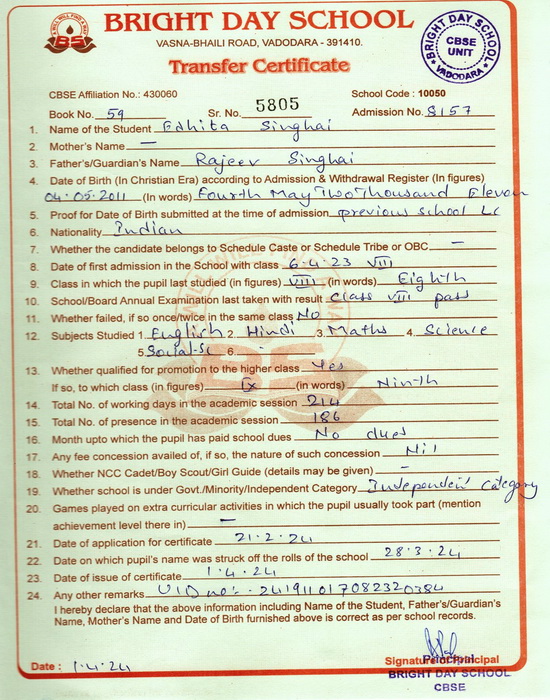 BRIGHT DAY SCHOOL
VASNA-BHAILI ROAD, VADODARA - 391410.
Transfer Certificate
BRIGHT DAY SCHOOL CBSE UNIT VADODARA
CBSE Affiliation No.: 430060 School Code : 10050
Book No. 59 Sr. No. 5805 Admission No. 8157
1. Name of the Student Edhita Singhai
2. Mother's Name —
3. Father's/Guardian's Name Rajeev Singhai
4. Date of Birth (In Christian Era) according to Admission & Withdrawal Register (In figures)
04.05.2011 (In words) Fourth May Two Thousand Eleven
5. Proof for Date of Birth submitted at the time of admission previous school LC
6. Nationality Indian
7. Whether the candidate belongs to Schedule Caste or Schedule Tribe or OBC —
8. Date of first admission in the School with class 6.4.23 VIII
9. Class in which the pupil last studied (in figures) VIII (in words) Eighth
10. School/Board Annual Examination last taken with result Class VIII pass
11. Whether failed, if so once/twice in the same class No
12. Subjects Studied 1. English 2. Hindi 3. Maths 4. Science
5. Social-Sc 6. -
13. Whether qualified for promotion to the higher class Yes
If so, to which class (in figures) IX (in words) Ninth
14. Total No. of working days in the academic session 214
15. Total No. of presence in the academic session 186
16. Month upto which the pupil has paid school dues No dues
17. Any fee concession availed of, if so, the nature of such concession Nil
18. Whether NCC Cadet/Boy Scout/Girl Guide (details may be given) —
19. Whether school is under Govt./Minority/Independent Category Independent Category
20. Games played on extra curricular activities in which the pupil usually took part (mention
achievement level there in) —
21. Date of application for certificate 21.2.24
22. Date on which pupil's name was struck off the rolls of the school 28.3.24
23. Date of issue of certificate 1.4.24
24. Any other remarks UID no:- 241911017082320384
I hereby declare that the above information including Name of the Student, Father's/Guardian's
Name, Mother's Name and Date of Birth furnished above is correct as per school records.
Date : 1.4.24 Signature Principal
Principal
BRIGHT DAY SCHOOL
CBSE